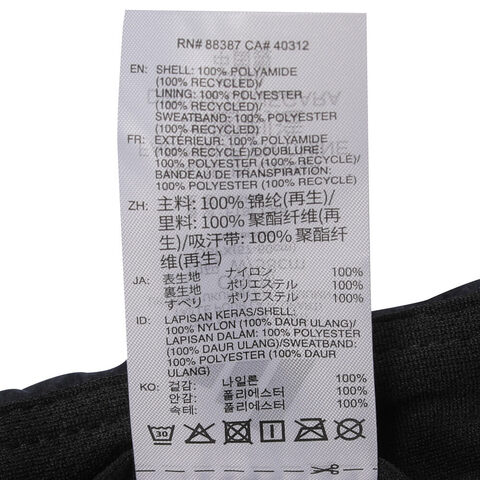 RN# 88387 CA# 40312
EN: SHELL: 100% POLYAMIDE
(100% RECYCLED)/
LINING: 100% POLYESTER
(100% RECYCLED)/
SWEATBAND: 100% POLYESTER
(100% RECYCLED)
FR: EXTÉRIEUR: 100% POLYAMIDE
(100% RECYCLÉ)/DOUBLURE:
100% POLYESTER (100% RECYCLÉ)/
BANDEAU DE TRANSPIRATION:
100% POLYESTER (100% RECYCLÉ)
ZH: 主料: 100% 锦纶(再生)/
里料: 100% 聚酯纤维(再
生)/吸汗带: 100% 聚酯纤
维(再生)
JA: 表生地 ナイロン 100%
裏生地 ポリエステル 100%
すべり ポリエステル 100%
ID: LAPISAN KERAS/SHELL:
100% NYLON (100% DAUR ULANG)/
LAPISAN DALAM: 100% POLYESTER
(100% DAUR ULANG)/SWEATBAND:
100% POLYESTER (100% DAUR
ULANG)
KO: 겉감: 나일론 100%
안감: 폴리에스터 100%
속테: 폴리에스터 100%
30